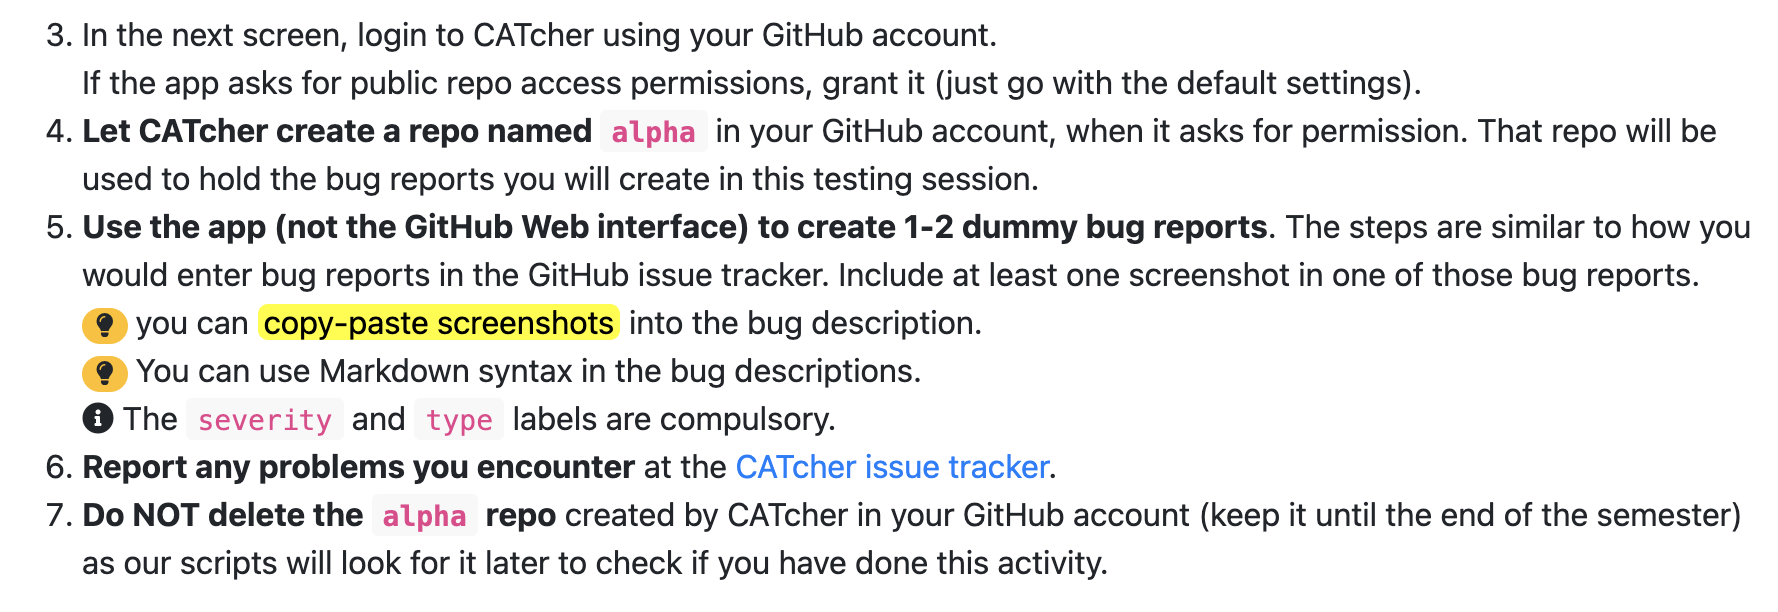 3. In the next screen, login to CATcher using your GitHub account.
If the app asks for public repo access permissions, grant it (just go with the default settings).
4. Let CATcher create a repo named alpha in your GitHub account, when it asks for permission. That repo will be
used to hold the bug reports you will create in this testing session.
5. Use the app (not the GitHub Web interface) to create 1-2 dummy bug reports. The steps are similar to how you
would enter bug reports in the GitHub issue tracker. Include at least one screenshot in one of those bug reports.
you can copy-paste screenshots into the bug description.
You can use Markdown syntax in the bug descriptions.
The severity and type labels are compulsory.
6. Report any problems you encounter at the CATcher issue tracker.
7. Do NOT delete the alpha repo created by CATcher in your GitHub account (keep it until the end of the semester)
as our scripts will look for it later to check if you have done this activity.